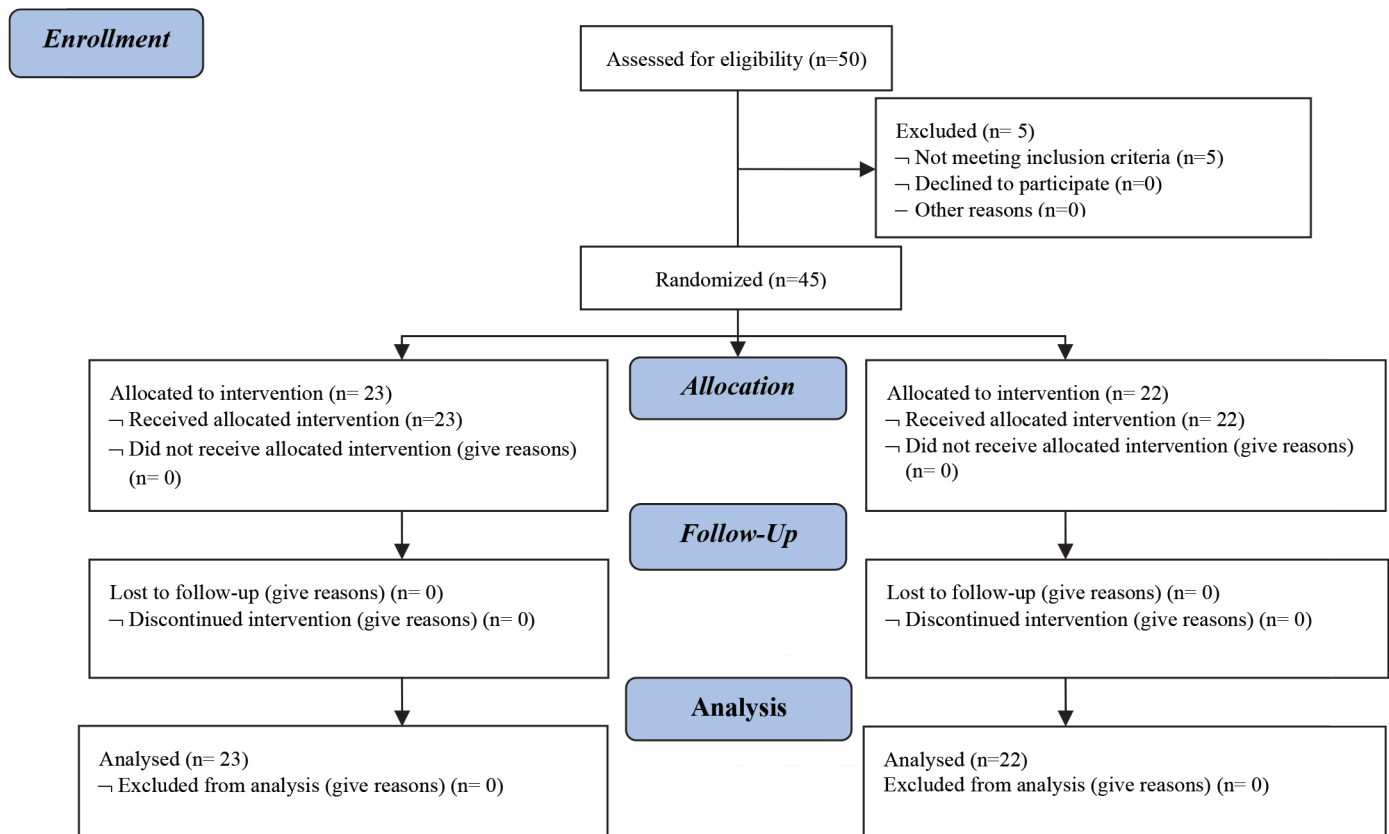 Enrollment
Assessed for eligibility (n=50)
Excluded (n= 5)
¬ Not meeting inclusion criteria (n=5)
¬ Declined to participate (n=0)
– Other reasons (n=0)
Randomized (n=45)
Allocation
Allocated to intervention (n= 23)
¬ Received allocated intervention (n=23)
¬ Did not receive allocated intervention (give reasons)
(n= 0)
Allocated to intervention (n= 22)
¬ Received allocated intervention (n= 22)
¬ Did not receive allocated intervention (give reasons)
(n= 0)
Follow-Up
Lost to follow-up (give reasons) (n= 0)
¬ Discontinued intervention (give reasons) (n= 0)
Lost to follow-up (give reasons) (n= 0)
¬ Discontinued intervention (give reasons) (n= 0)
Analysis
Analysed (n= 23)
¬ Excluded from analysis (give reasons) (n= 0)
Analysed (n=22)
Excluded from analysis (give reasons) (n= 0)